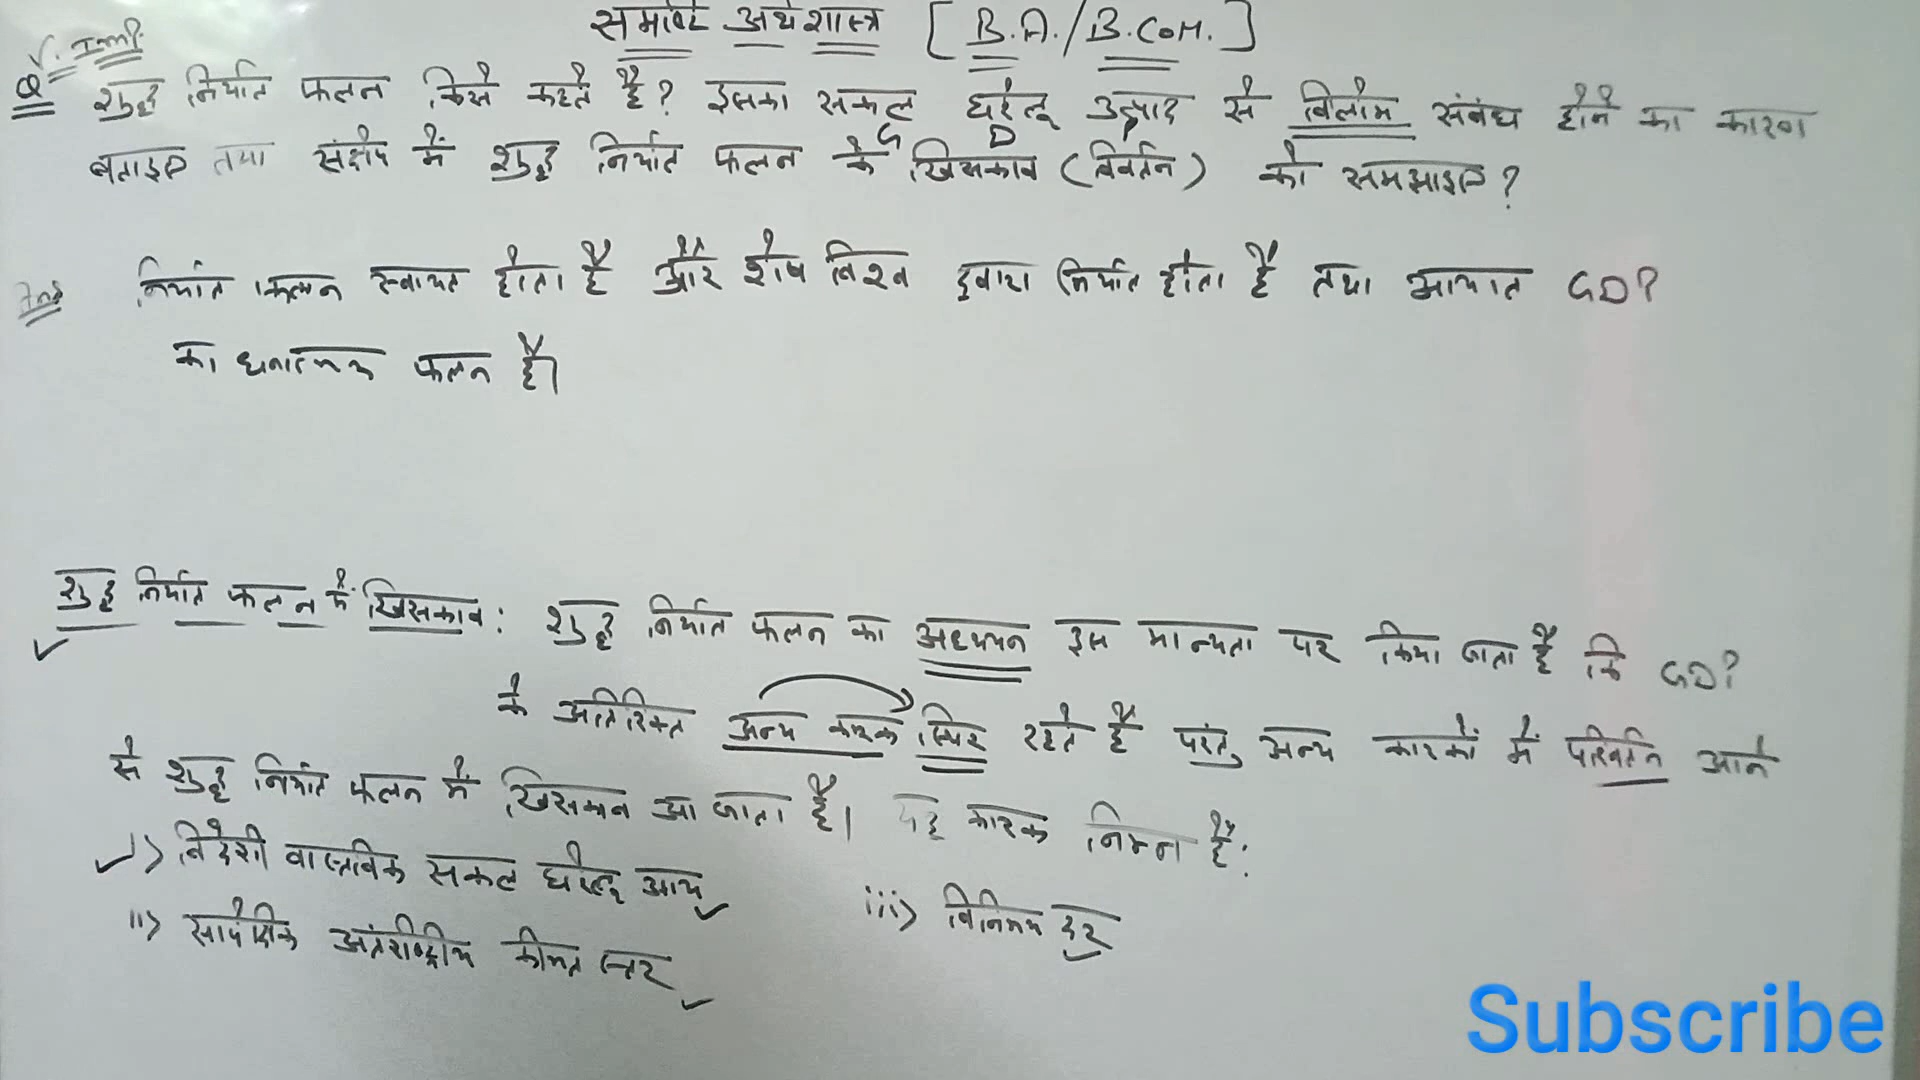 समष्टि अर्थशास्त्र [B.A./B.COM.]
V. Imp.
Q शुद्ध निर्यात फलन किसे कहते है? इसका सकल घरेलू उत्पाद से विलोम संबंध होने का कारण
G D P
बताइए तथा संक्षेप में शुद्ध निर्यात फलन के खिसकाव (विवर्तन) को समझाइए?
Ans निर्यात फलन स्वायत होता है और शेष विश्व द्वारा निर्यात होता है तथा आयात GDP
का धनात्मक फलन है।
शुद्ध निर्यात फलन में खिसकाव: शुद्ध निर्यात फलन का अध्ययन इस मान्यता पर किया जाता है कि GDP
के अतिरिक्त अन्य कारक स्थिर रहते है परंतु अन्य कारकों में परिवर्तन आने
से शुद्ध निर्यात फलन में खिसकाव आ जाता है। यह कारक निम्न है:
i> विदेशी वास्तविक सकल घरेलू आय
ii> सापेक्षिक अंतर्राष्ट्रीय कीमत स्तर
iii> विनिमय दर
Subscribe